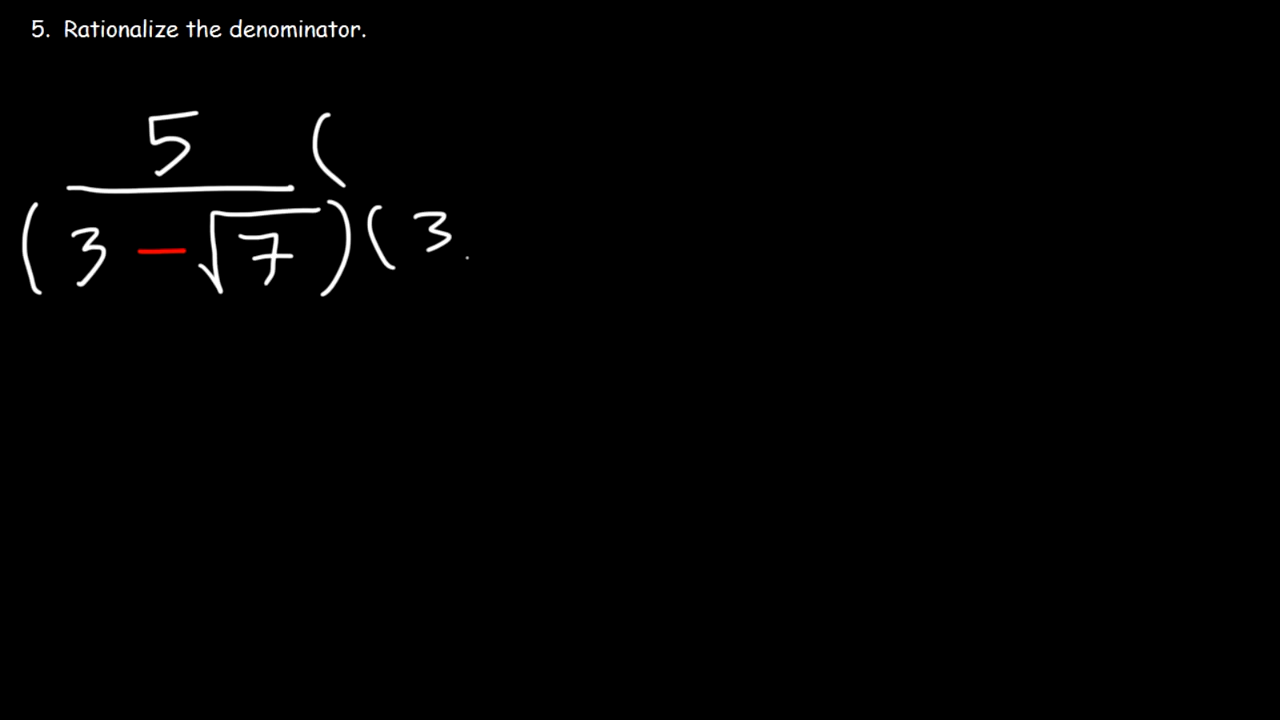 5. Rationalize the denominator.
5 (
(3 - √7)(3